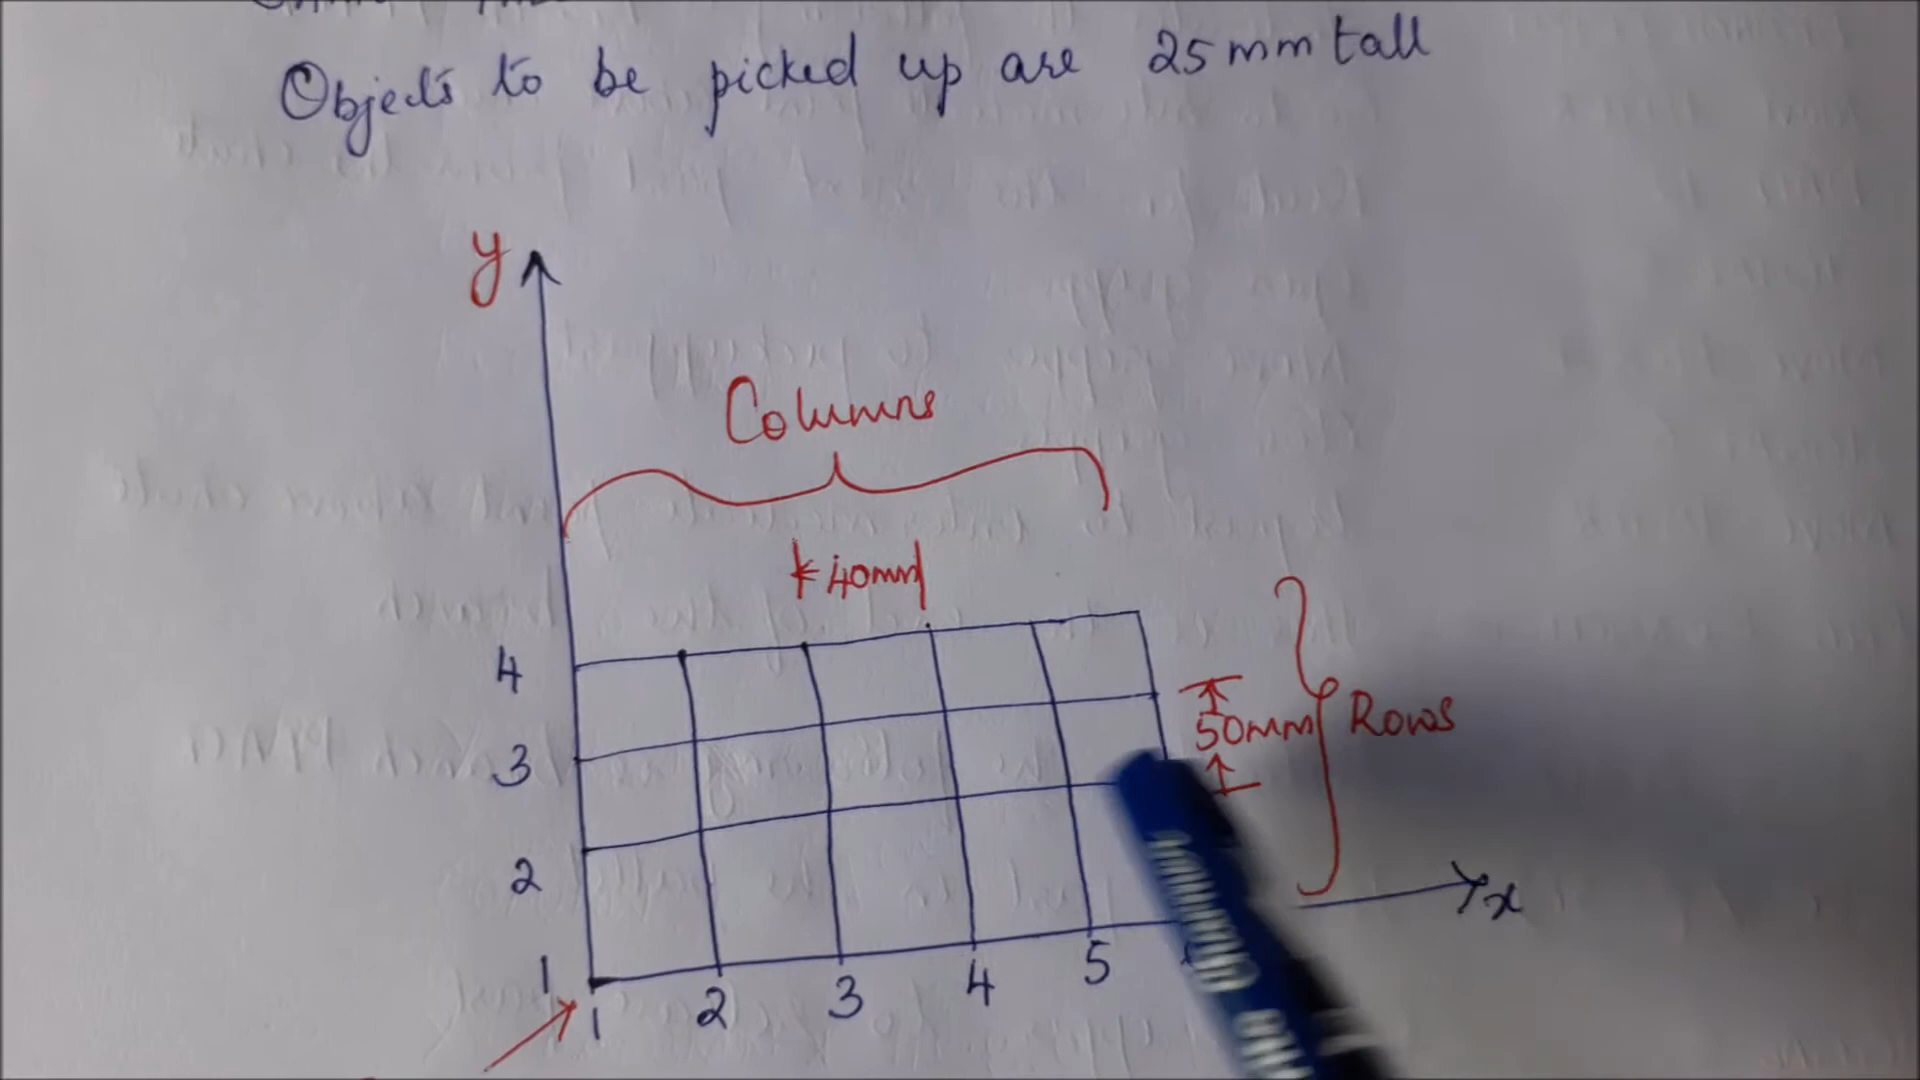 Objects to be picked up are 25mm tall
y
Columns
40mm
4
3
50mm
Rows
2
x
1
1 2 3 4 5